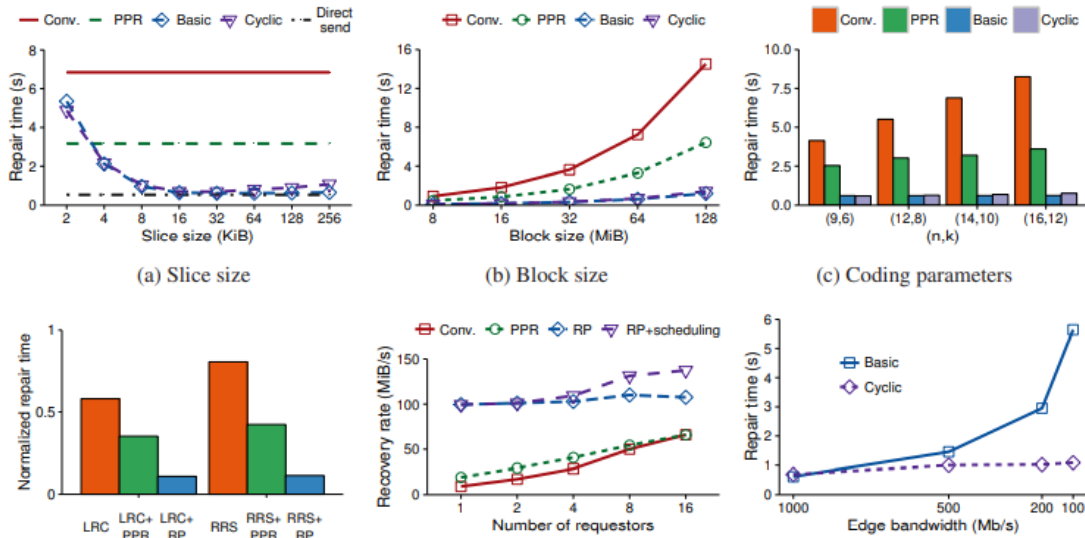 Conv. PPR Basic Cyclic Direct send
Repair time (s)
8
6
4
2
0
2 4 8 16 32 64 128 256
Slice size (KiB)
(a) Slice size
Conv. PPR Basic Cyclic
Repair time (s)
16
12
8
4
0
8 16 32 64 128
Block size (MiB)
(b) Block size
Conv. PPR Basic Cyclic
Repair time (s)
10.0
7.5
5.0
2.5
0.0
(9,6) (12,8) (14,10) (16,12)
(n,k)
(c) Coding parameters
Normalized repair time
1
0.5
0
LRC LRC+ PPR LRC+ RP RRS RRS+ PPR RRS+ RP
Conv. PPR RP RP+scheduling
Recovery rate (MiB/s)
150
100
50
0
1 2 4 8 16
Number of requestors
Basic
Cyclic
Repair time (s)
6
5
4
3
2
1
0
1000 500 200 100
Edge bandwidth (Mb/s)